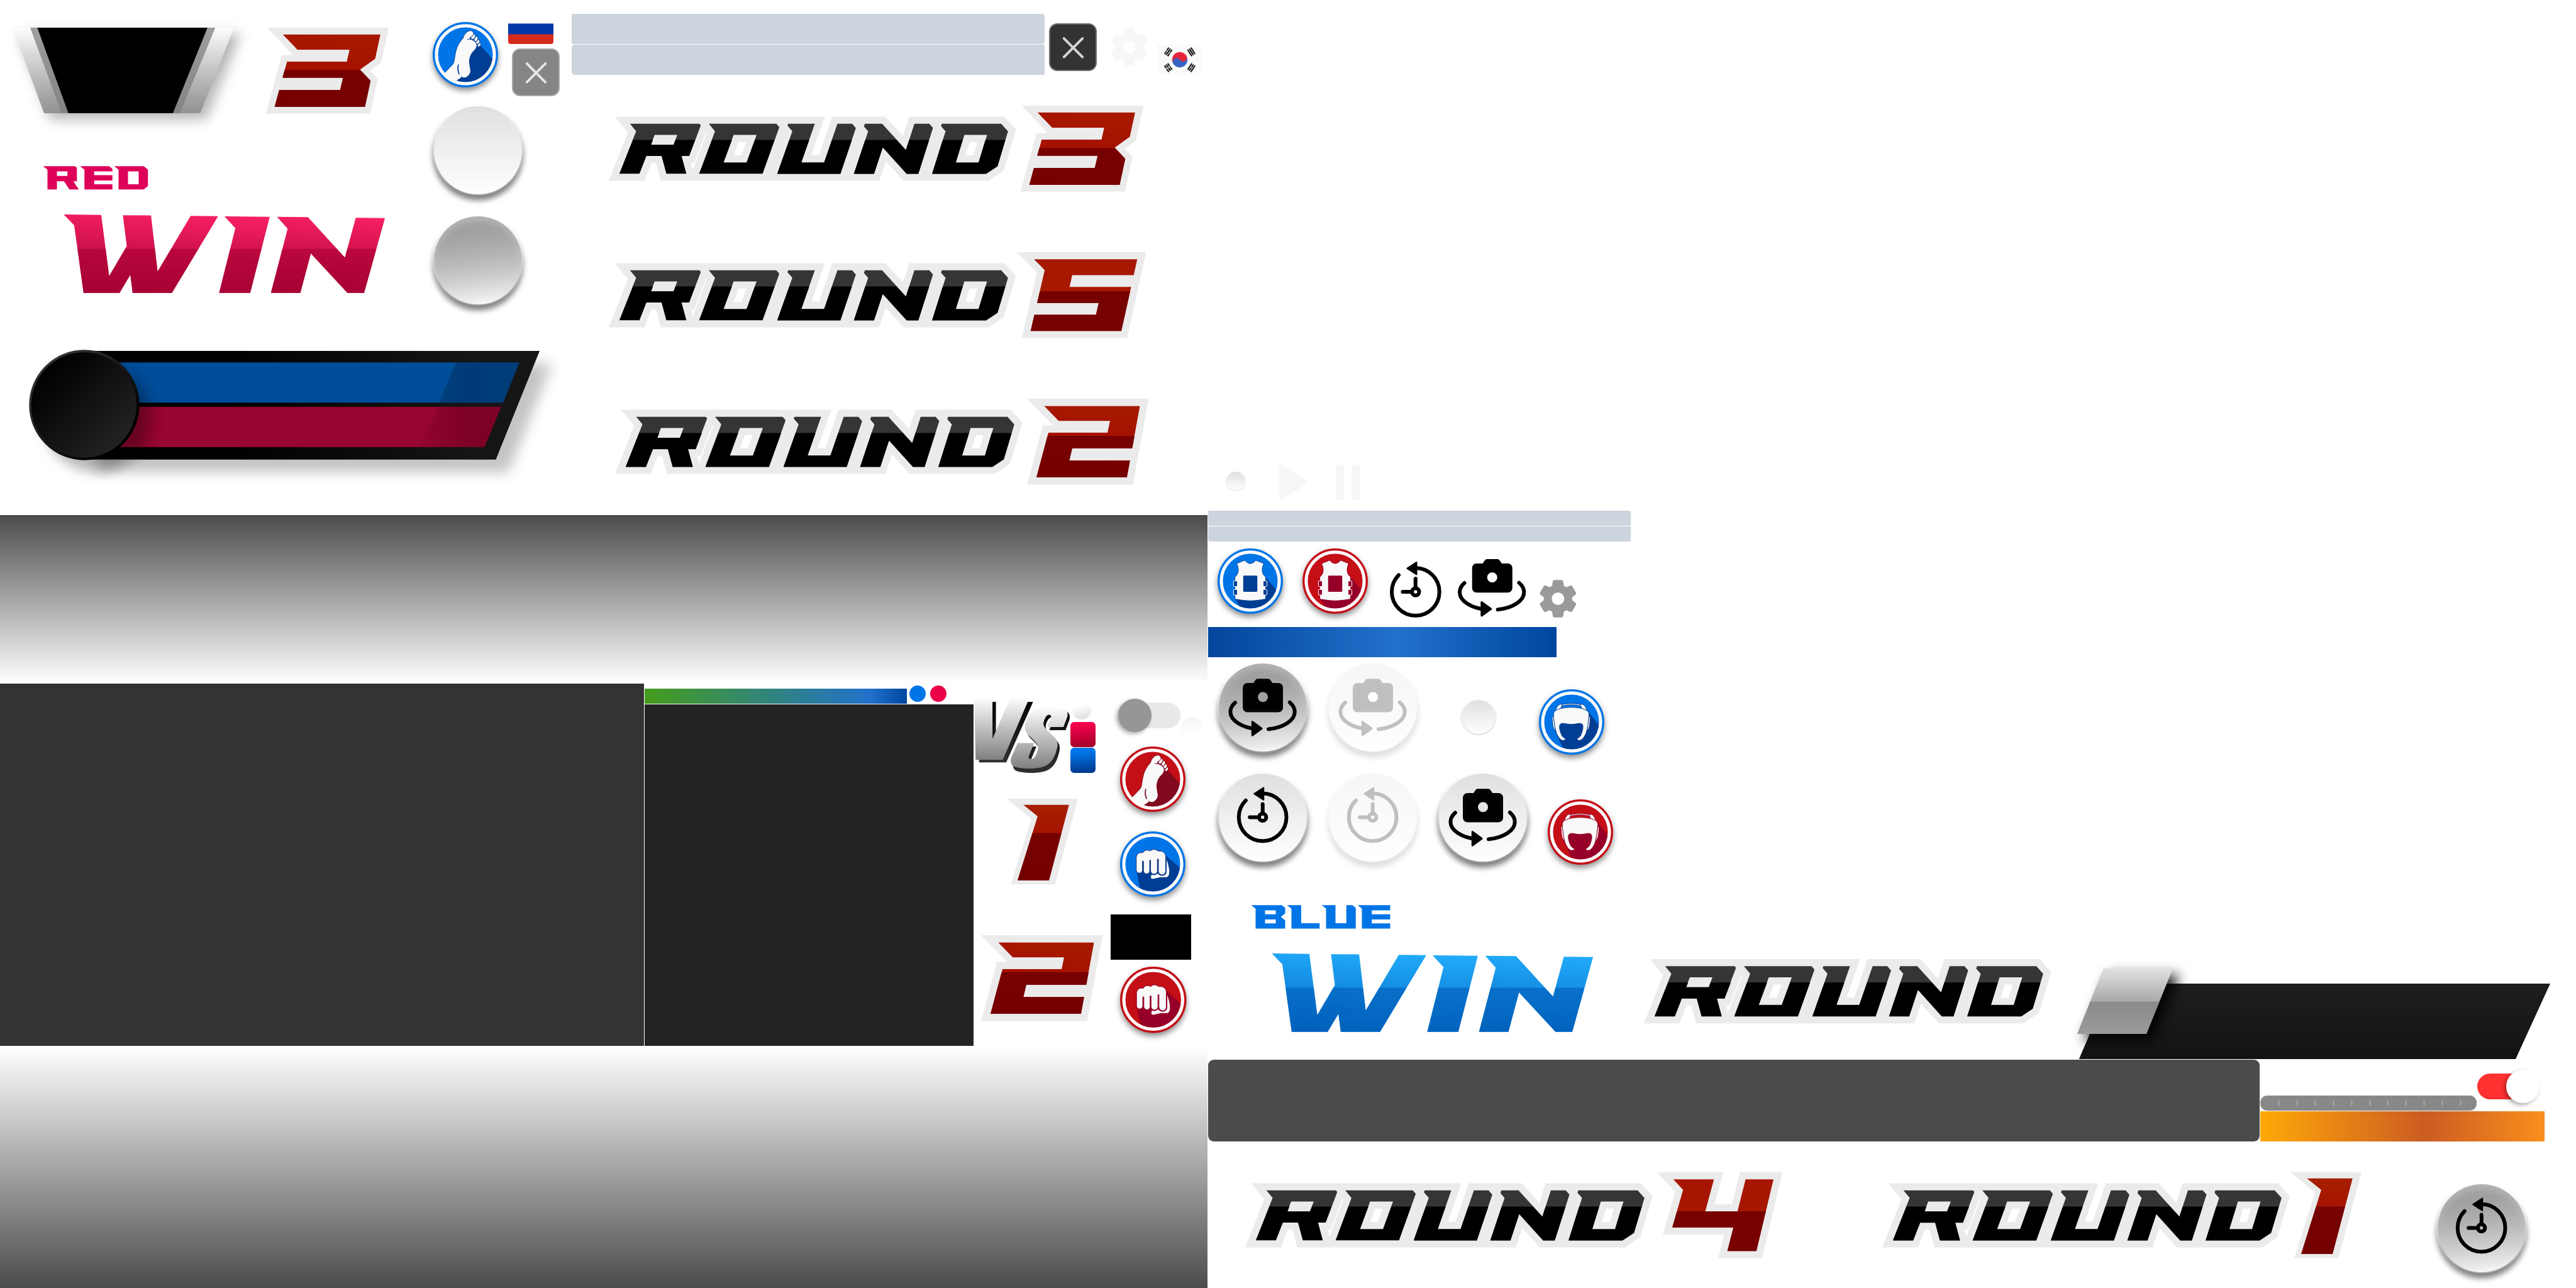 3
RED
WIN
ROUND 3
ROUND 5
ROUND 2
VS
1
2
BLUE
WIN
ROUND
ROUND 4
ROUND 1